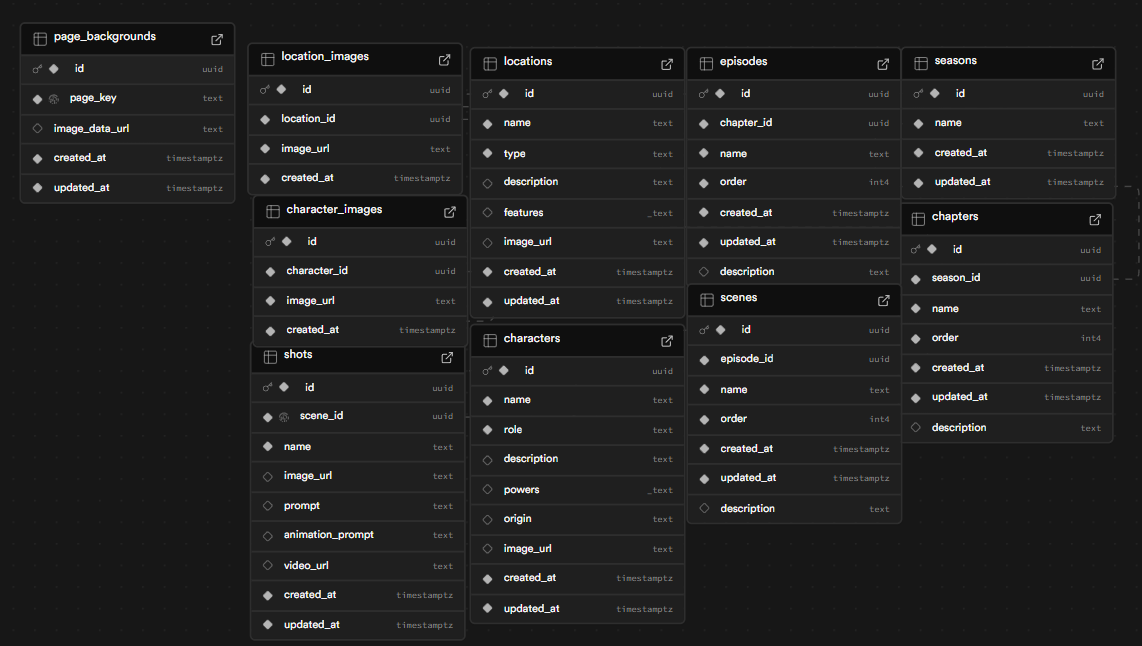 page_backgrounds
id uuid
page_key text
image_data_url text
created_at timestamptz
updated_at timestamptz
location_images
id uuid
location_id uuid
image_url text
created_at timestamptz
character_images
id uuid
character_id uuid
image_url text
created_at timestamptz
shots
id uuid
scene_id uuid
name text
image_url text
prompt text
animation_prompt text
video_url text
created_at timestamptz
updated_at timestamptz
locations
id uuid
name text
type text
description text
features _text
image_url text
created_at timestamptz
updated_at timestamptz
characters
id uuid
name text
role text
description text
powers _text
origin text
image_url text
created_at timestamptz
updated_at timestamptz
episodes
id uuid
chapter_id uuid
name text
order int4
created_at timestamptz
updated_at timestamptz
description text
scenes
id uuid
episode_id uuid
name text
order int4
created_at timestamptz
updated_at timestamptz
description text
seasons
id uuid
name text
created_at timestamptz
updated_at timestamptz
chapters
id uuid
season_id uuid
name text
order int4
created_at timestamptz
updated_at timestamptz
description text